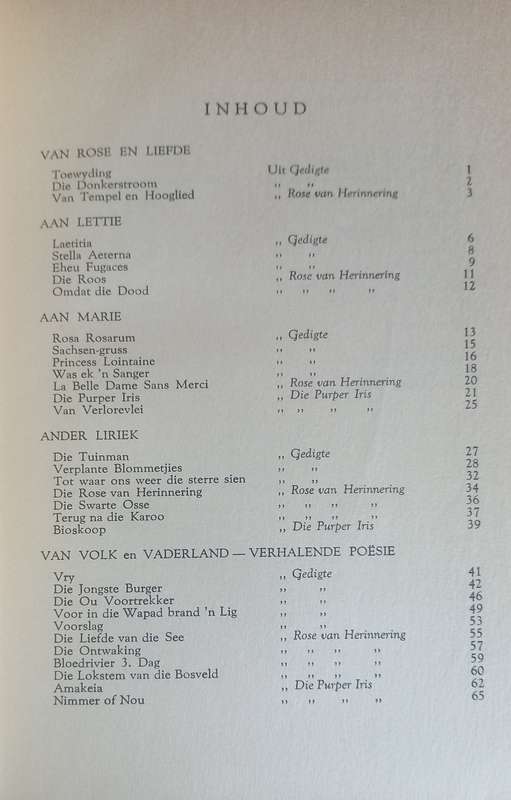 INHOUD
VAN ROSE EN LIEFDE
Toewyding Uit Gedigte 1
Die Donkerstroom ,, ,, 2
Van Tempel en Hooglied ,, Rose van Herinnering 3
AAN LETTIE
Laetitia ,, Gedigte 6
Stella Aeterna ,, ,, 8
Eheu Fugaces ,, ,, 9
Die Roos ,, Rose van Herinnering 11
Omdat die Dood ,, ,, ,, ,, 12
AAN MARIE
Rosa Rosarum ,, Gedigte 13
Sachsen-gruss ,, ,, 15
Princess Lointaine ,, ,, 16
Was ek 'n Sanger ,, ,, 18
La Belle Dame Sans Merci ,, Rose van Herinnering 20
Die Purper Iris ,, Die Purper Iris 21
Van Verlorevlei ,, ,, ,, ,, 25
ANDER LIRIEK
Die Tuinman ,, Gedigte 27
Verplante Blommetjies ,, ,, 28
Tot waar ons weer die sterre sien ,, ,, 32
Die Rose van Herinnering ,, Rose van Herinnering 34
Die Swarte Osse ,, ,, ,, ,, 36
Terug na die Karoo ,, ,, ,, ,, 37
Bioskoop ,, Die Purper Iris 39
VAN VOLK en VADERLAND — VERHALENDE POËSIE
Vry ,, Gedigte 41
Die Jongste Burger ,, ,, 42
Die Ou Voortrekker ,, ,, 46
Voor in die Wapad brand 'n Lig ,, ,, 49
Voorslag ,, ,, 53
Die Liefde van die See ,, Rose van Herinnering 55
Die Ontwaking ,, ,, ,, ,, 57
Bloedrivier 3. Dag ,, ,, ,, ,, 59
Die Lokstem van die Bosveld ,, ,, ,, ,, 60
Amakeia ,, Die Purper Iris 62
Nimmer of Nou ,, ,, ,, ,, 65